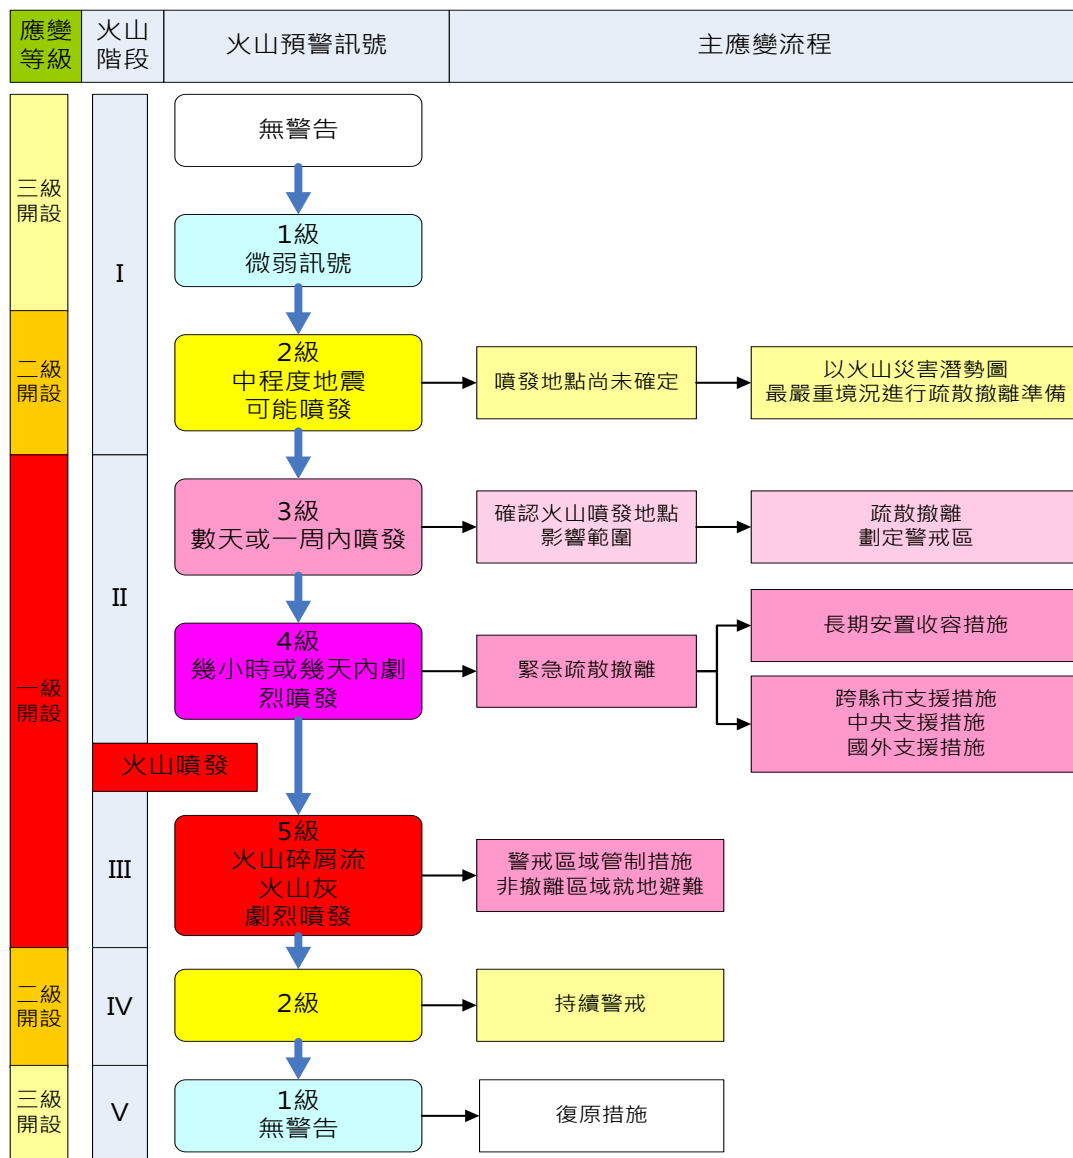 應變
等級
火山
階段
火山預警訊號
主應變流程
三級
開設
I
無警告
1級
微弱訊號
二級
開設
2級
中程度地震
可能噴發
噴發地點尚未確定
以火山災害潛勢圖
最嚴重境況進行疏散撤離準備
一級
開設
II
3級
數天或一周內噴發
確認火山噴發地點
影響範圍
疏散撤離
劃定警戒區
4級
幾小時或幾天內劇
烈噴發
緊急疏散撤離
長期安置收容措施
跨縣市支援措施
中央支援措施
國外支援措施
火山噴發
III
5級
火山碎屑流
火山灰
劇烈噴發
警戒區域管制措施
非撤離區域就地避難
二級
開設
IV
2級
持續警戒
三級
開設
V
1級
無警告
復原措施